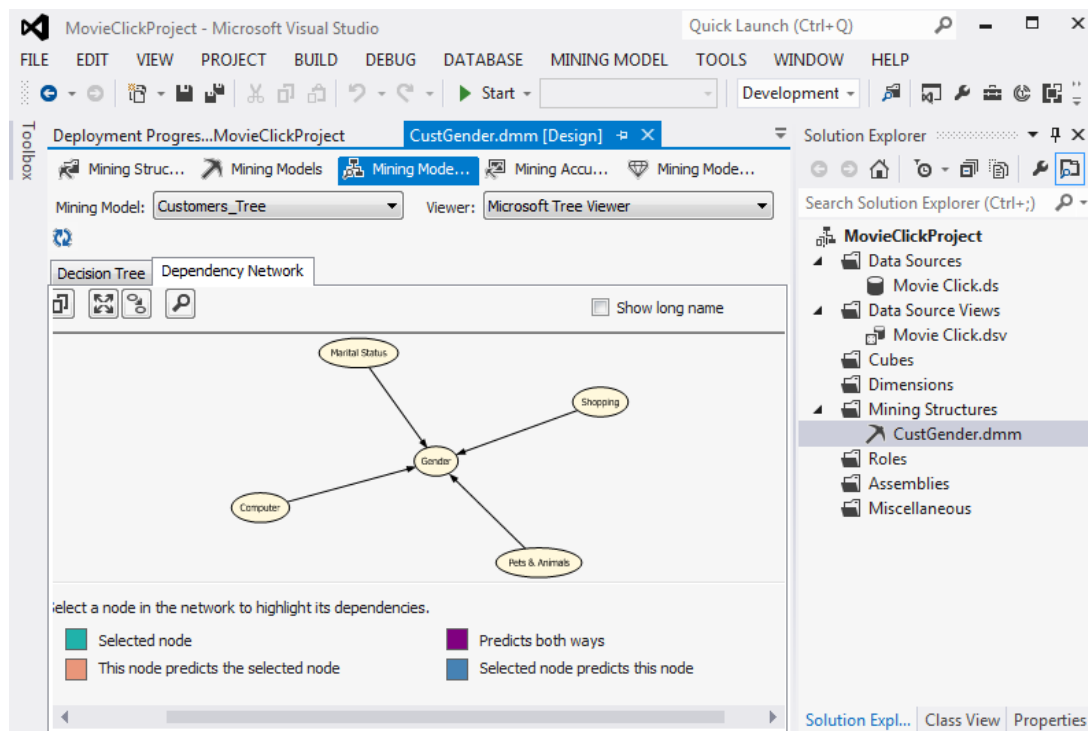 MovieClickProject - Microsoft Visual Studio
Quick Launch (Ctrl+Q)
FILE EDIT VIEW PROJECT BUILD DEBUG DATABASE MINING MODEL TOOLS WINDOW HELP
Start
Development
Toolbox
Deployment Progres...MovieClickProject
CustGender.dmm [Design]
Mining Struc...
Mining Models
Mining Mode...
Mining Accu...
Mining Mode...
Mining Model: Customers_Tree
Viewer: Microsoft Tree Viewer
Decision Tree
Dependency Network
Show long name
Marital Status
Shopping
Gender
Computer
Pets & Animals
elect a node in the network to highlight its dependencies.
Selected node
Predicts both ways
This node predicts the selected node
Selected node predicts this node
Solution Explorer
Search Solution Explorer (Ctrl+;)
MovieClickProject
Data Sources
Movie Click.ds
Data Source Views
Movie Click.dsv
Cubes
Dimensions
Mining Structures
CustGender.dmm
Roles
Assemblies
Miscellaneous
Solution Expl...
Class View
Properties